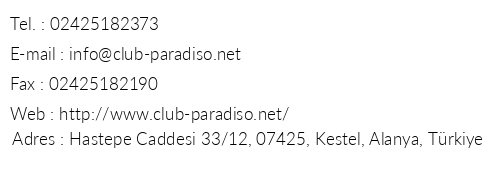 Tel. : 02425182373
E-mail : info@club-paradiso.net
Fax : 02425182190
Web : http://www.club-paradiso.net/
Adres : Hastepe Caddesi 33/12, 07425, Kestel, Alanya, Türkiye